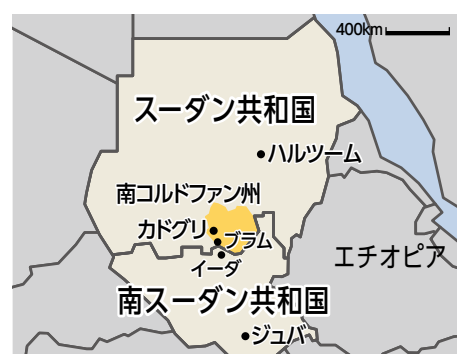 400km
スーダン共和国
ハルツーム
南コルドファン州
カドグリ
ブラム
イーダ
エチオピア
南スーダン共和国
ジュバ